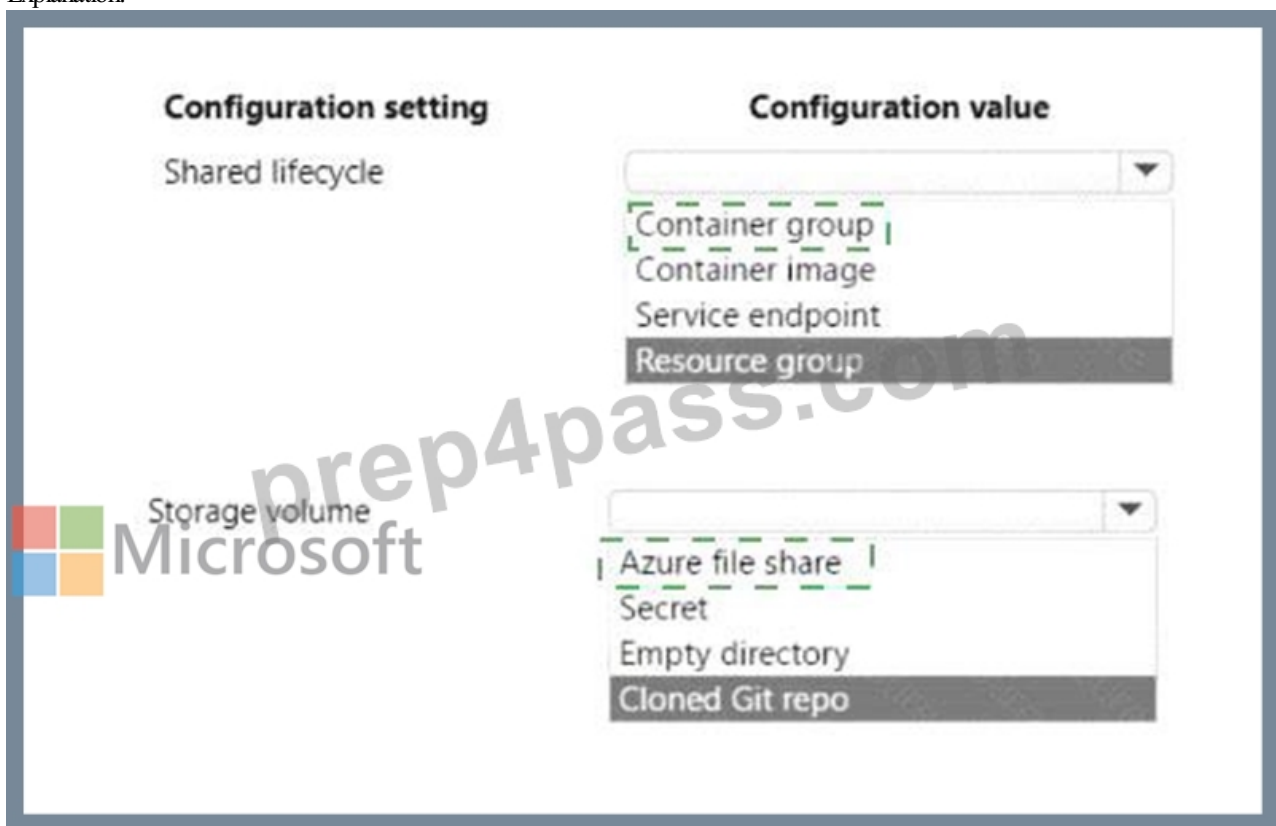 Explanation:
Configuration setting Configuration value
Shared lifecycle
Container group
Container image
Service endpoint
Resource group
prep4pass.com
Storage volume
Microsoft
Azure file share
Secret
Empty directory
Cloned Git repo